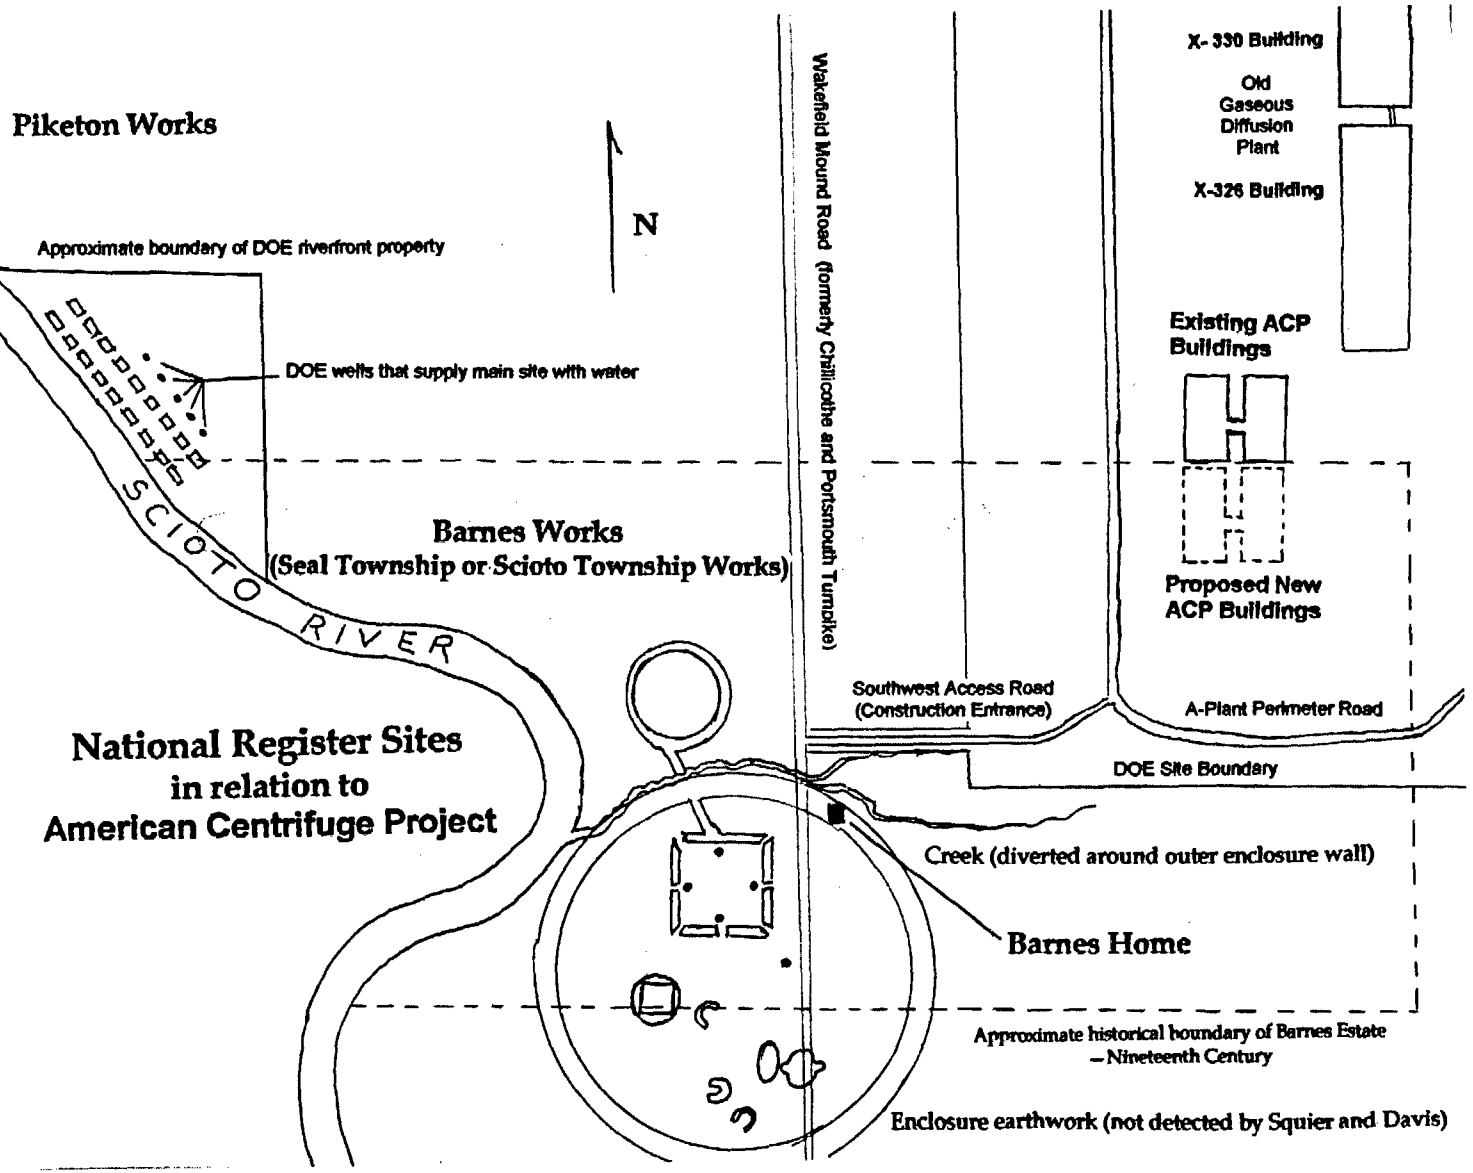 X- 330 Building
Old
Gaseous
Diffusion
Plant
X-326 Building
Piketon Works
N
Wakefield Mound Road (formerly Chillicothe and Portsmouth Turnpike)
Approximate boundary of DOE riverfront property
Existing ACP
Buildings
DOE wells that supply main site with water
SCIOTO RIVER
Barnes Works
(Seal Township or Scioto Township Works)
Proposed New
ACP Buildings
Southwest Access Road
(Construction Entrance)
A-Plant Perimeter Road
National Register Sites
in relation to
American Centrifuge Project
DOE Site Boundary
Creek (diverted around outer enclosure wall)
Barnes Home
Approximate historical boundary of Barnes Estate
– Nineteenth Century
Enclosure earthwork (not detected by Squier and Davis)